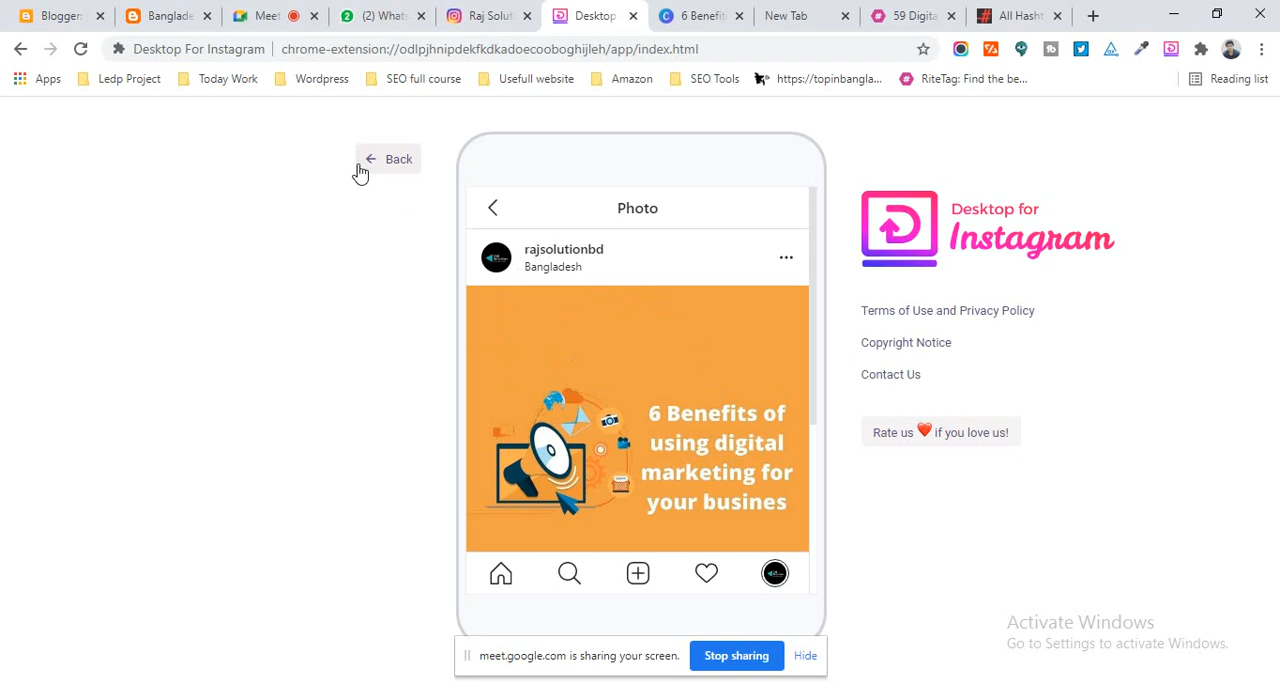 Blogger: Banglade Meet (2) Whats Raj Solut Desktop 6 Benefit New Tab 59 Digita All Hasht
Desktop For Instagram | chrome-extension://odlpjhnipdekfkdkadoecooboghijleh/app/index.html
Apps Ledp Project Today Work Wordpress SEO full course Usefull website Amazon SEO Tools https://topinbangla... RiteTag: Find the be... Reading list
Back
Photo
rajsolutionbd
Bangladesh
6 Benefits of
using digital
marketing for
your busines
Desktop for
Instagram
Terms of Use and Privacy Policy
Copyright Notice
Contact Us
Rate us ❤️ if you love us!
Activate Windows
Go to Settings to activate Windows.
meet.google.com is sharing your screen. Stop sharing Hide